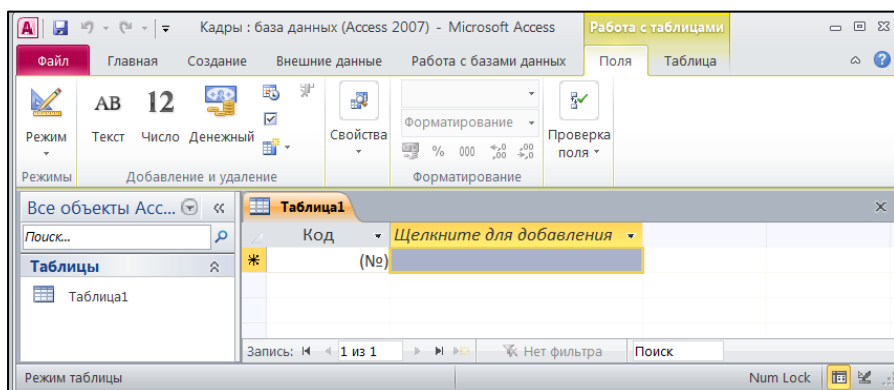 Кадры : база данных (Access 2007) - Microsoft Access
Работа с таблицами
Файл Главная Создание Внешние данные Работа с базами данных Поля Таблица
AB 12
Режим Текст Число Денежный Свойства Форматирование Проверка поля
% 000
Режимы Добавление и удаление Форматирование
Все объекты Acc... « Таблица1
Поиск... Код Щелкните для добавления
Таблицы (№)
Таблица1
Запись: 1 из 1 Нет фильтра Поиск
Режим таблицы Num Lock